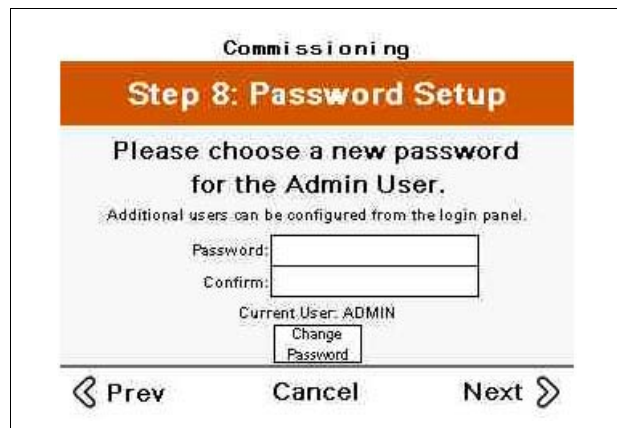 Commissioning
Step 8: Password Setup
Please choose a new password
for the Admin User.
Additional users can be configured from the login panel.
Password:
Confirm:
Current User: ADMIN
Change
Password
Prev Cancel Next